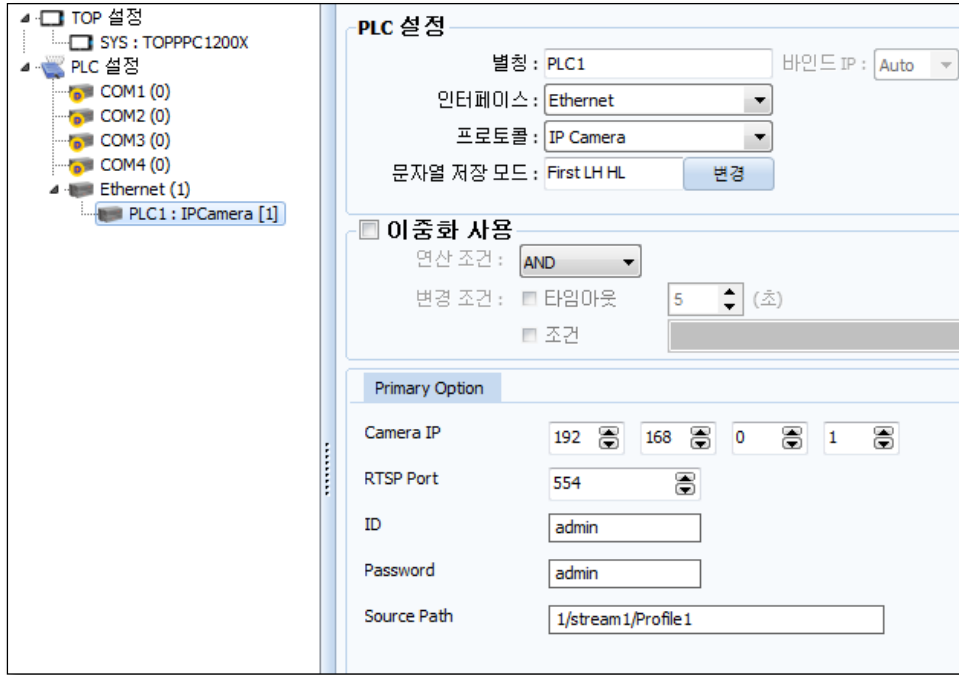 TOP 설정
SYS : TOPPPC1200X
PLC 설정
COM1 (0)
COM2 (0)
COM3 (0)
COM4 (0)
Ethernet (1)
PLC1 : IPCamera [1]
PLC 설정
별칭 : PLC1 바인드 IP : Auto
인터페이스 : Ethernet
프로토콜 : IP Camera
문자열 저장 모드 : First LH HL 변경
이중화 사용
연산 조건 : AND
변경 조건 : 타임아웃 5 (초)
조건
Primary Option
Camera IP 192 168 0 1
RTSP Port 554
ID admin
Password admin
Source Path 1/stream1/Profile1